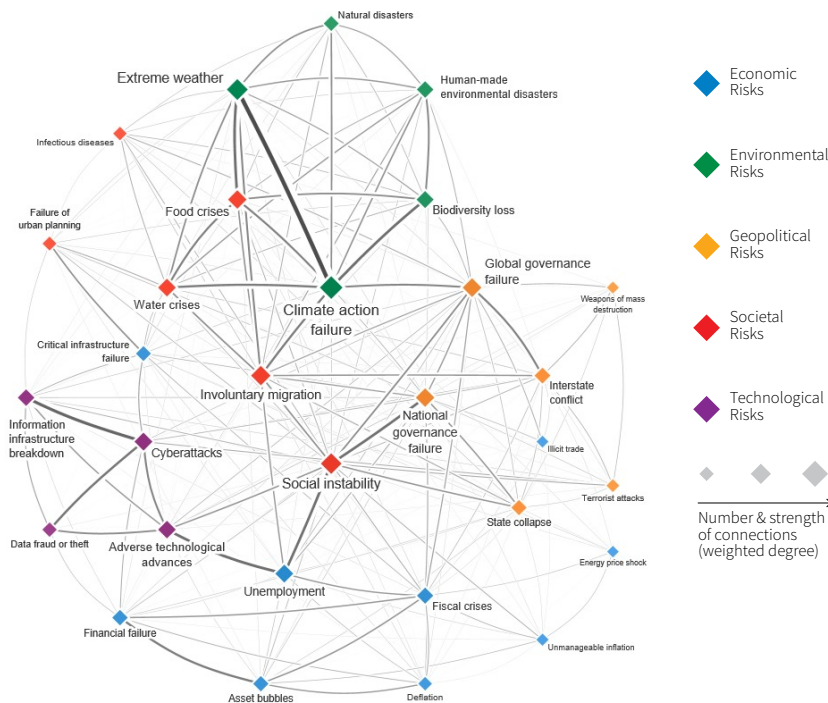 Natural disasters
Extreme weather
Human-made
environmental disasters
Infectious diseases
Food crises
Biodiversity loss
Failure of
urban planning
Global governance
failure
Water crises
Climate action
failure
Weapons of mass
destruction
Critical infrastructure
failure
Involuntary migration
Interstate
conflict
National
governance
failure
Information
infrastructure
breakdown
Cyberattacks
Illicit trade
Social instability
Terrorist attacks
State collapse
Data fraud or theft
Adverse technological
advances
Energy price shock
Unemployment
Fiscal crises
Financial failure
Unmanageable inflation
Asset bubbles
Deflation
Economic
Risks
Environmental
Risks
Geopolitical
Risks
Societal
Risks
Technological
Risks
Number & strength
of connections
(weighted degree)